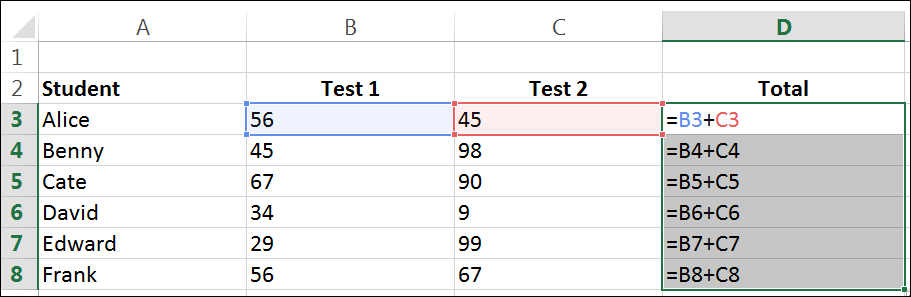 A B C D
1
2 Student Test 1 Test 2 Total
3 Alice 56 45 =B3+C3
4 Benny 45 98 =B4+C4
5 Cate 67 90 =B5+C5
6 David 34 9 =B6+C6
7 Edward 29 99 =B7+C7
8 Frank 56 67 =B8+C8